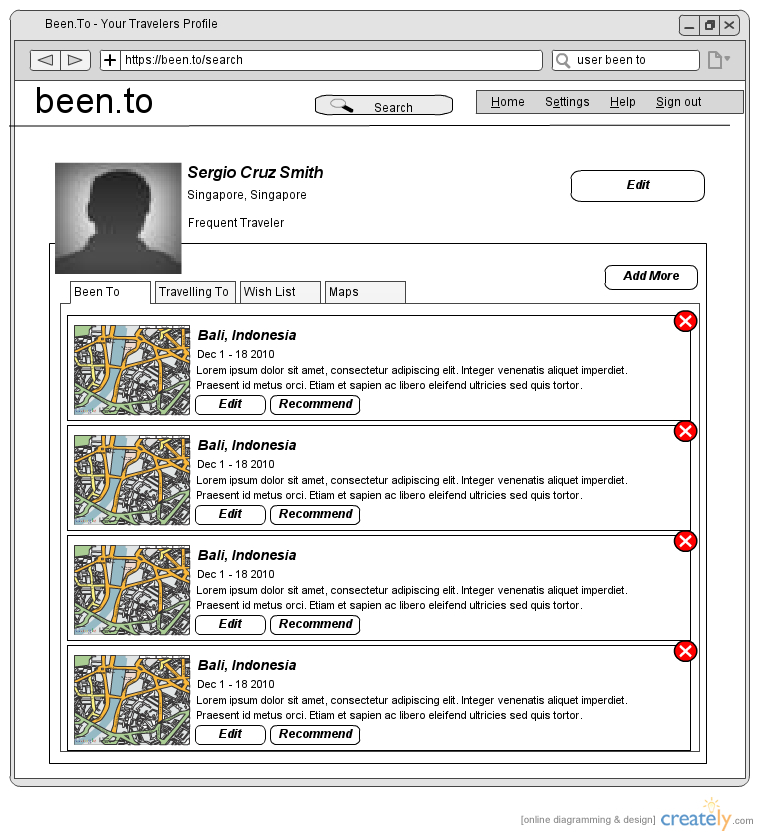 Been.To - Your Travelers Profile
https://been.to/search
user been to
been.to
Search
Home Settings Help Sign out
Sergio Cruz Smith
Singapore, Singapore
Edit
Frequent Traveler
Add More
Been To Travelling To Wish List Maps
Bali, Indonesia
Dec 1 - 18 2010
Lorem ipsum dolor sit amet, consectetur adipiscing elit. Integer venenatis aliquet imperdiet.
Praesent id metus orci. Etiam et sapien ac libero eleifend ultricies sed quis tortor.
Edit Recommend
Bali, Indonesia
Dec 1 - 18 2010
Lorem ipsum dolor sit amet, consectetur adipiscing elit. Integer venenatis aliquet imperdiet.
Praesent id metus orci. Etiam et sapien ac libero eleifend ultricies sed quis tortor.
Edit Recommend
Bali, Indonesia
Dec 1 - 18 2010
Lorem ipsum dolor sit amet, consectetur adipiscing elit. Integer venenatis aliquet imperdiet.
Praesent id metus orci. Etiam et sapien ac libero eleifend ultricies sed quis tortor.
Edit Recommend
Bali, Indonesia
Dec 1 - 18 2010
Lorem ipsum dolor sit amet, consectetur adipiscing elit. Integer venenatis aliquet imperdiet.
Praesent id metus orci. Etiam et sapien ac libero eleifend ultricies sed quis tortor.
Edit Recommend
[online diagramming & design] creately.com